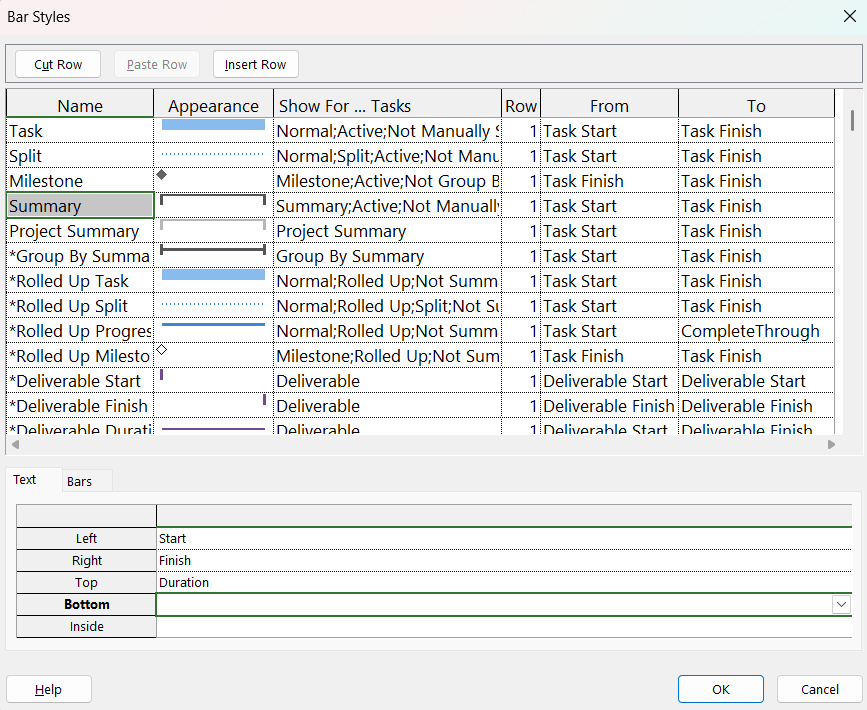 Bar Styles
Cut Row Paste Row Insert Row
Name Appearance Show For ... Tasks Row From To
Task Normal;Active;Not Manually S 1 Task Start Task Finish
Split Normal;Split;Active;Not Manu 1 Task Start Task Finish
Milestone Milestone;Active;Not Group B 1 Task Finish Task Finish
Summary Summary;Active;Not Manually 1 Task Start Task Finish
Project Summary Project Summary 1 Task Start Task Finish
*Group By Summa Group By Summary 1 Task Start Task Finish
*Rolled Up Task Normal;Rolled Up;Not Summ 1 Task Start Task Finish
*Rolled Up Split Normal;Rolled Up;Split;Not Su 1 Task Start Task Finish
*Rolled Up Progres Normal;Rolled Up;Not Summ 1 Task Start CompleteThrough
*Rolled Up Milesto Milestone;Rolled Up;Not Sum 1 Task Finish Task Finish
*Deliverable Start Deliverable 1 Deliverable Start Deliverable Start
*Deliverable Finish Deliverable 1 Deliverable Finish Deliverable Finish
*Deliverable Durati Deliverable 1 Deliverable Start Deliverable Finish
Text Bars
Left Start
Right Finish
Top Duration
Bottom
Inside
Help OK Cancel